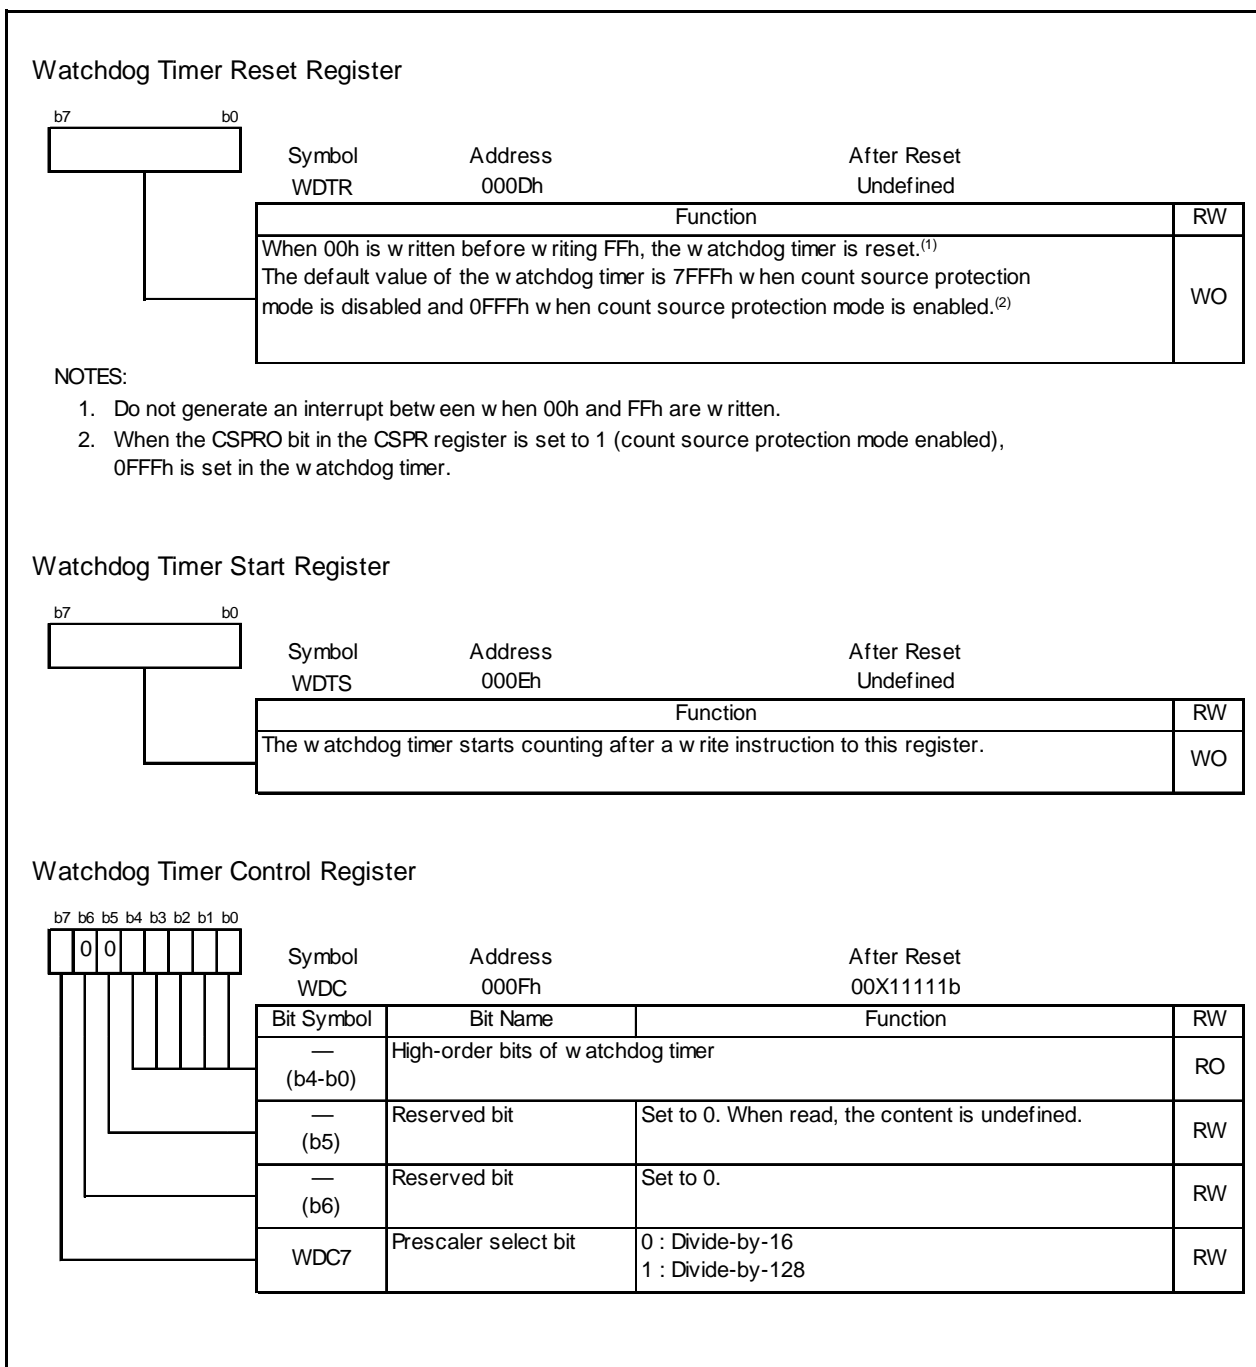 Watchdog Timer Reset Register
b7 b0
Symbol Address After Reset
WDTR 000Dh Undefined
Function RW
When 00h is written before writing FFh, the watchdog timer is reset.(1)
The default value of the watchdog timer is 7FFFh when count source protection
mode is disabled and 0FFFh when count source protection mode is enabled.(2)
WO
NOTES:
1. Do not generate an interrupt between when 00h and FFh are written.
2. When the CSPRO bit in the CSPR register is set to 1 (count source protection mode enabled),
0FFFh is set in the watchdog timer.
Watchdog Timer Start Register
b7 b0
Symbol Address After Reset
WDTS 000Eh Undefined
Function RW
The watchdog timer starts counting after a write instruction to this register.
WO
Watchdog Timer Control Register
b7 b6 b5 b4 b3 b2 b1 b0
0 0
Symbol Address After Reset
WDC 000Fh 00X11111b
Bit Symbol Bit Name Function RW
— High-order bits of watchdog timer
(b4-b0) RO
— Reserved bit Set to 0. When read, the content is undefined.
(b5) RW
— Reserved bit Set to 0.
(b6) RW
WDC7 Prescaler select bit 0 : Divide-by-16
1 : Divide-by-128 RW